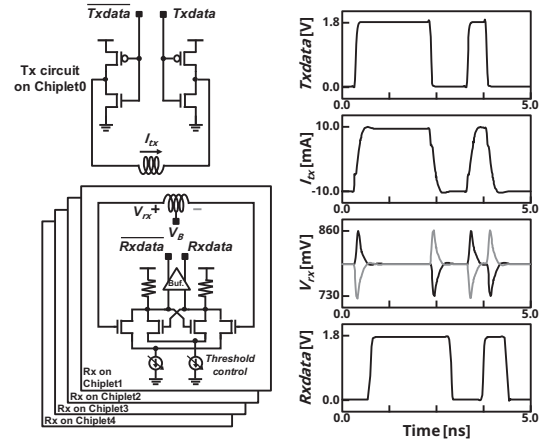 Txdata Txdata
Tx circuit
on Chiplet0
Itx
Vrx + −
VB
Rxdata Rxdata
Buf.
Threshold
control
Rx on
Chiplet1
Rx on Chiplet2
Rx on Chiplet3
Rx on Chiplet4
Txdata [V]
1.8
0.0
0.0 5.0
Itx [mA]
10.0
-10.0
0.0 5.0
Vrx [mV]
860
730
0.0 5.0
Rxdata [V]
1.8
0.0
0.0 5.0
Time [ns]